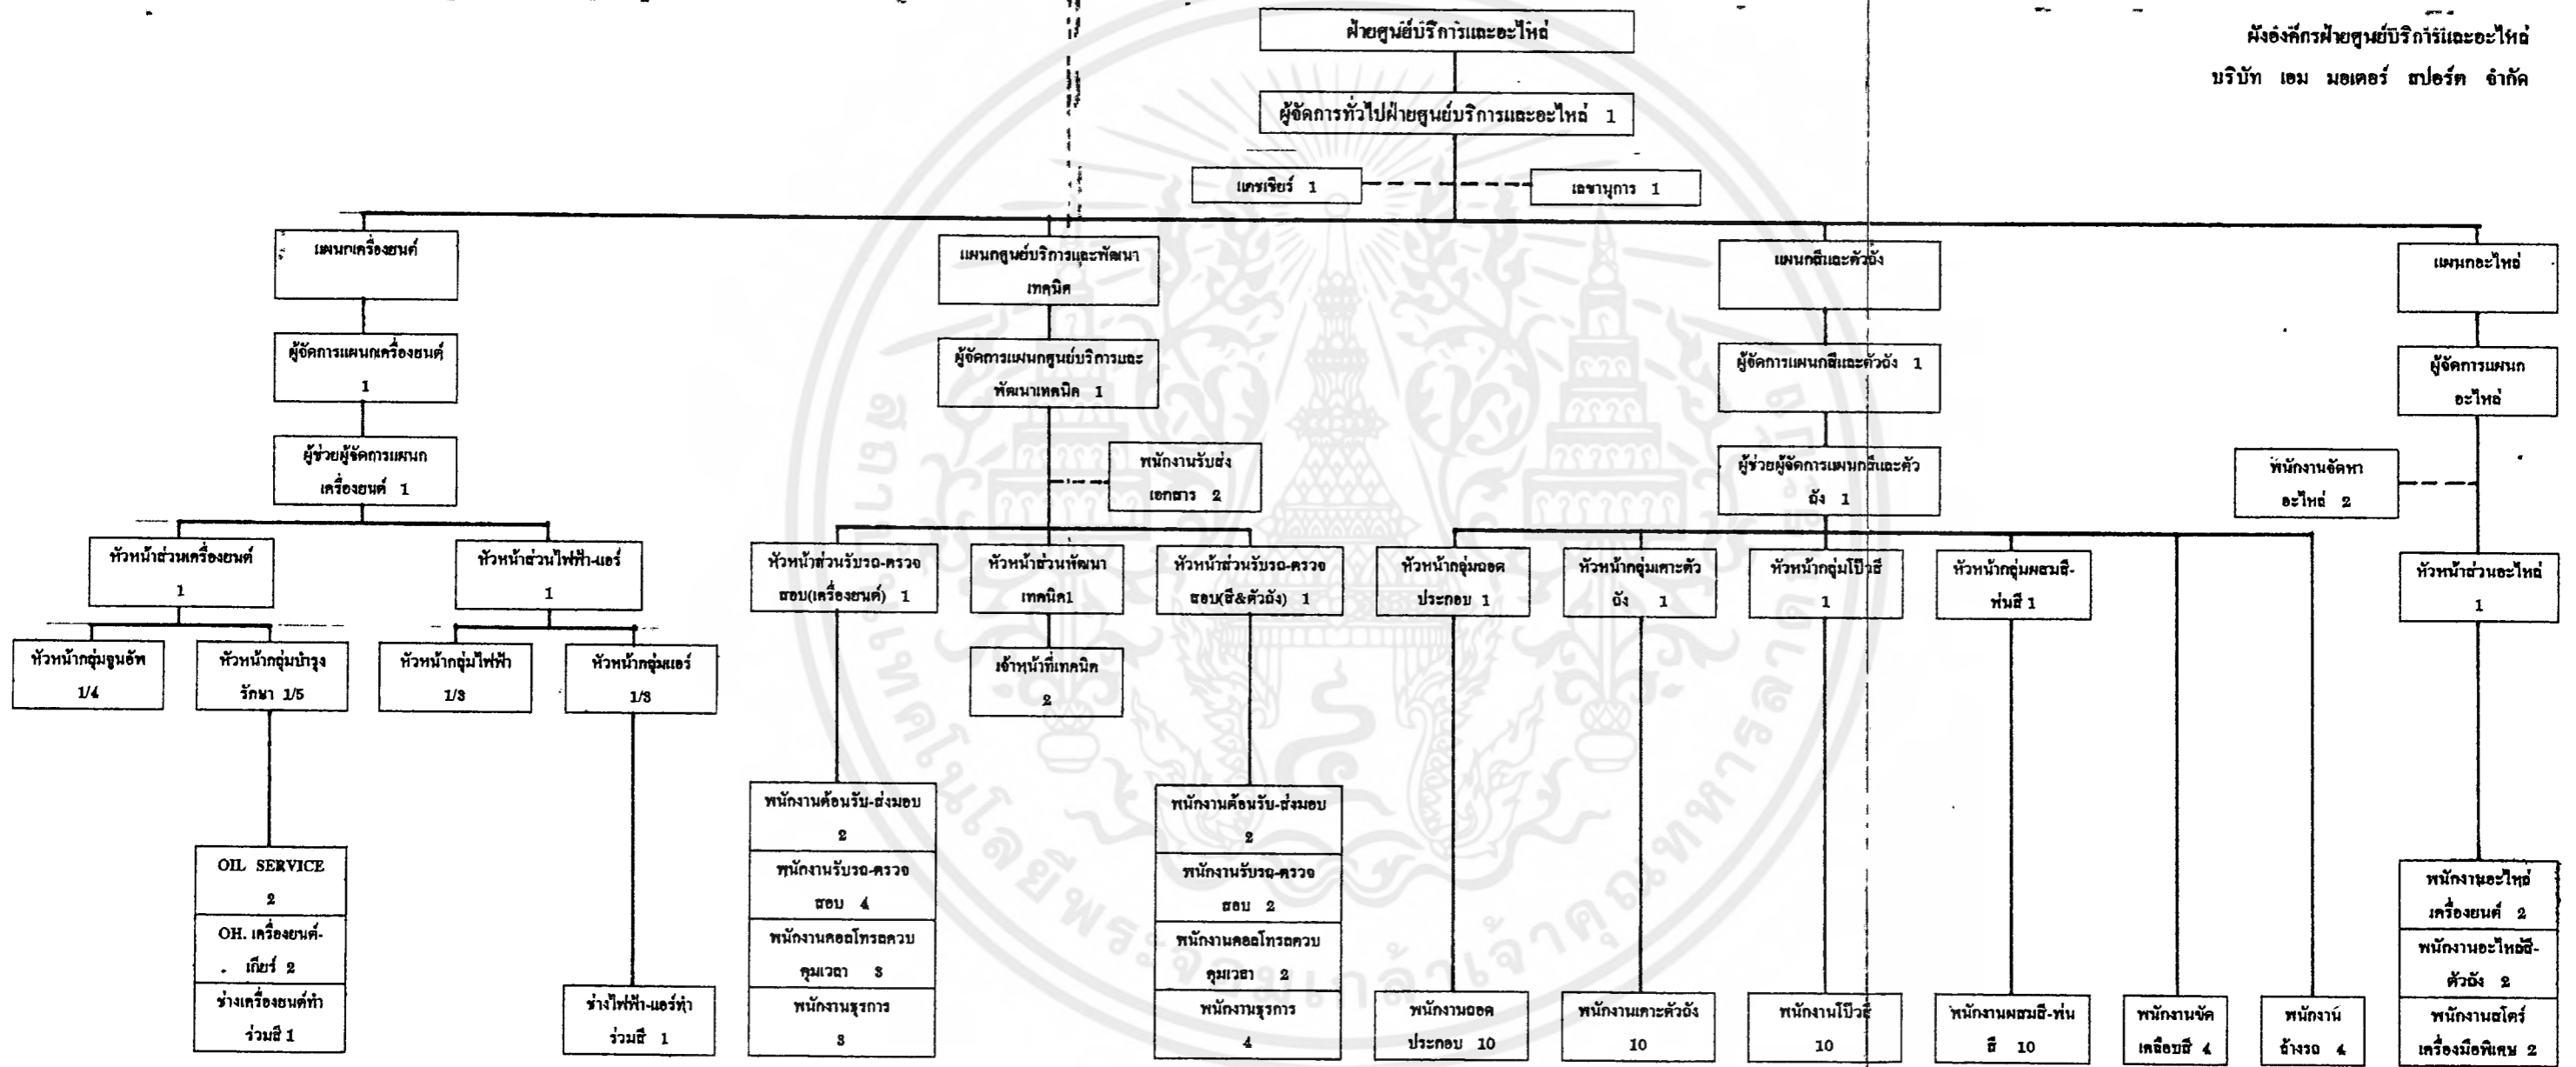 ผังองค์กรฝ่ายศูนย์บริการและอะไหล่
บริษัท เอม มอเตอร์ สปอร์ต จำกัด
ฝ่ายศูนย์บริการและอะไหล่
ผู้จัดการทั่วไปฝ่ายศูนย์บริการและอะไหล่ 1
แคชเชียร์ 1
เลขานุการ 1
แผนกเครื่องยนต์
แผนกศูนย์บริการและพัฒนา
เทคนิค
แผนกสีและตัวถัง
แผนกอะไหล่
ผู้จัดการแผนกเครื่องยนต์
1
ผู้จัดการแผนกศูนย์บริการและ
พัฒนาเทคนิค 1
ผู้จัดการแผนกสีและตัวถัง 1
ผู้จัดการแผนก
อะไหล่
ผู้ช่วยผู้จัดการแผนก
เครื่องยนต์ 1
พนักงานรับส่ง
เอกสาร 2
ผู้ช่วยผู้จัดการแผนกสีและตัว
ถัง 1
พนักงานจัดหา
อะไหล่ 2
หัวหน้าส่วนเครื่องยนต์
1
หัวหน้าส่วนไฟฟ้า-แอร์
1
หัวหน้าส่วนรับรถ-ตรวจ
สอบ(เครื่องยนต์) 1
หัวหน้าส่วนพัฒนา
เทคนิค1
หัวหน้าส่วนรับรถ-ตรวจ
สอบ(สี&ตัวถัง) 1
หัวหน้ากลุ่มถอด
ประกอบ 1
หัวหน้ากลุ่มเคาะตัว
ถัง 1
หัวหน้ากลุ่มโป๊วสี
1
หัวหน้ากลุ่มผสมสี-
พ่นสี 1
หัวหน้าส่วนอะไหล่
1
หัวหน้ากลุ่มจูนอัพ
1/4
หัวหน้ากลุ่มบำรุง
รักษา 1/5
หัวหน้ากลุ่มไฟฟ้า
1/3
หัวหน้ากลุ่มแอร์
1/3
เจ้าหน้าที่เทคนิค
2
OIL SERVICE
2
OH. เครื่องยนต์-
เกียร์ 2
ช่างเครื่องยนต์ทำ
ร่วมสี 1
ช่างไฟฟ้า-แอร์ทำ
ร่วมสี 1
พนักงานต้อนรับ-ส่งมอบ
2
พนักงานรับรถ-ตรวจ
สอบ 4
พนักงานคอลโทรลควบ
คุมเวลา 3
พนักงานธุรการ
3
พนักงานต้อนรับ-ส่งมอบ
2
พนักงานรับรถ-ตรวจ
สอบ 2
พนักงานคอลโทรลควบ
คุมเวลา 2
พนักงานธุรการ
4
พนักงานถอด
ประกอบ 10
พนักงานเคาะตัวถัง
10
พนักงานโป๊วสี
10
พนักงานผสมสี-พ่น
สี 10
พนักงานขัด
เคลือบสี 4
พนักงาน
ล้างรถ 4
พนักงานอะไหล่
เครื่องยนต์ 2
พนักงานอะไหล่สี-
ตัวถัง 2
พนักงานสโตร์
เครื่องมือพิเศษ 2
สถาบันเทคโนโลยีพระจอมเกล้าเจ้าคุณทหารลาดกระบัง